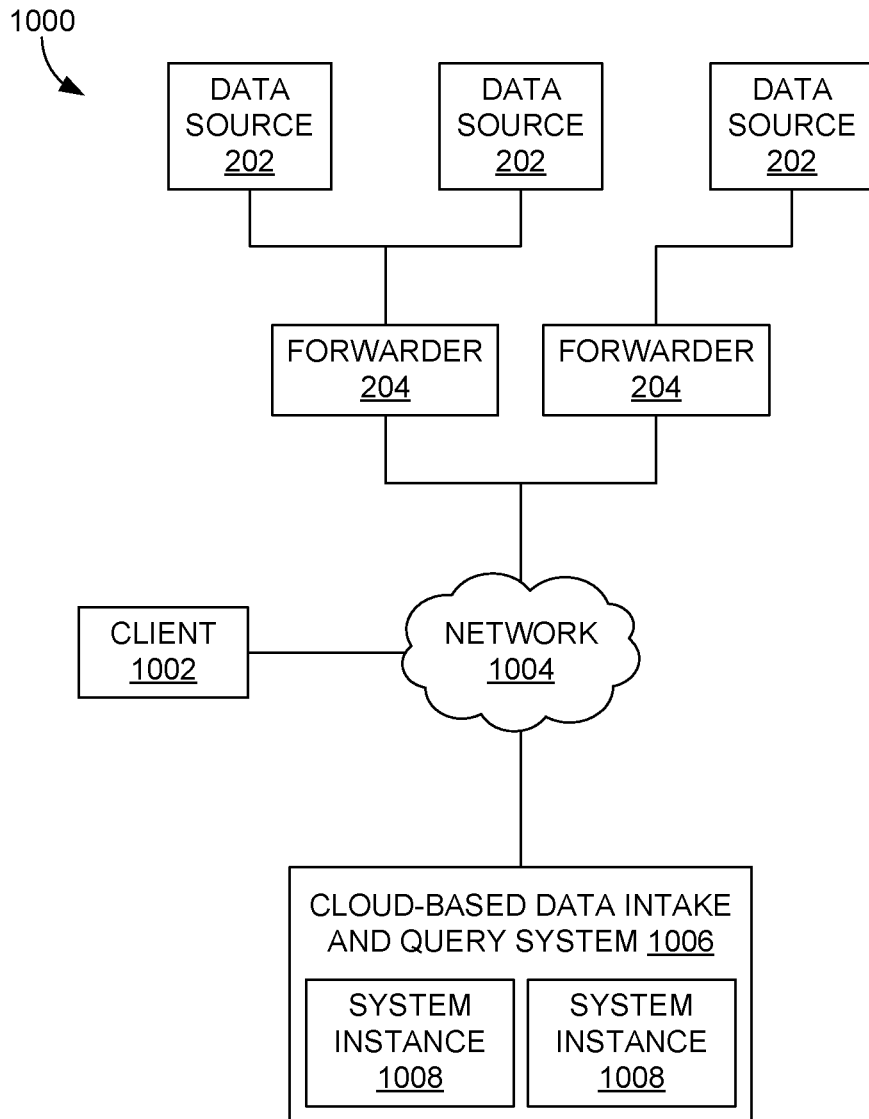 1000
DATA
SOURCE
202
DATA
SOURCE
202
DATA
SOURCE
202
FORWARDER
204
FORWARDER
204
CLIENT
1002
NETWORK
1004
CLOUD-BASED DATA INTAKE
AND QUERY SYSTEM 1006
SYSTEM
INSTANCE
1008
SYSTEM
INSTANCE
1008